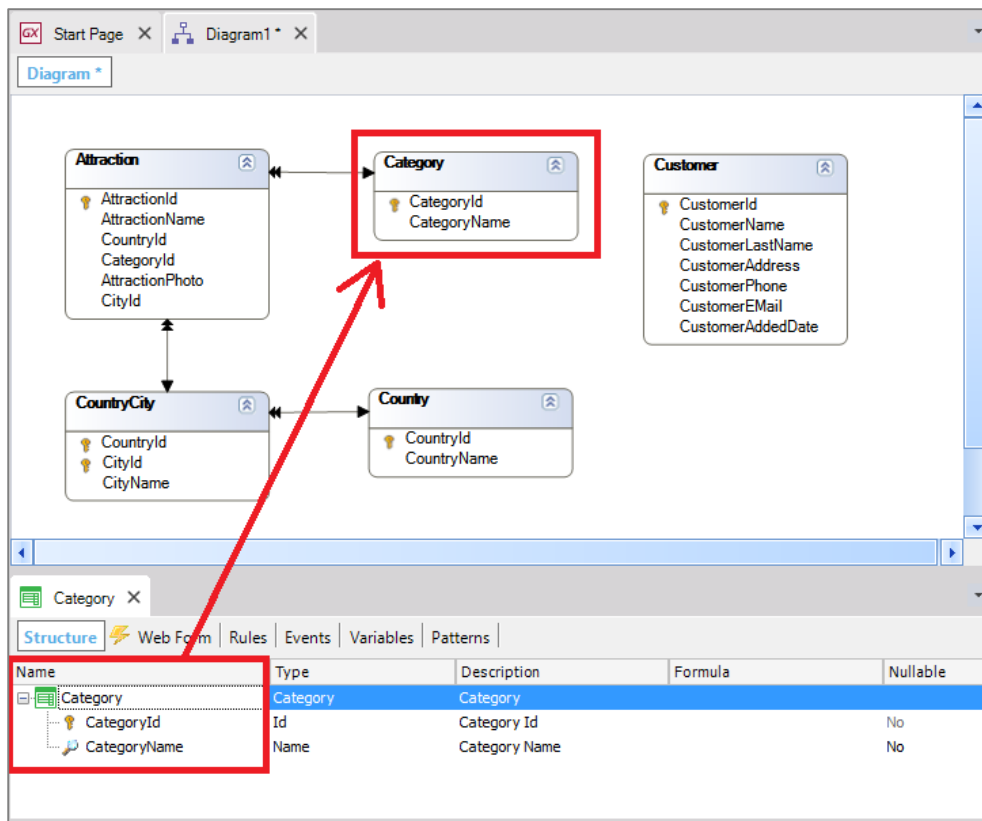 GX Start Page Diagram1 *
Diagram *
Attraction
AttractionId
AttractionName
CountryId
CategoryId
AttractionPhoto
CityId
Category
CategoryId
CategoryName
Customer
CustomerId
CustomerName
CustomerLastName
CustomerAddress
CustomerPhone
CustomerEMail
CustomerAddedDate
CountryCity
CountryId
CityId
CityName
Country
CountryId
CountryName
Category
Structure Web Form Rules Events Variables Patterns
Name Type Description Formula Nullable
Category Category Category
CategoryId Id Category Id No
CategoryName Name Category Name No